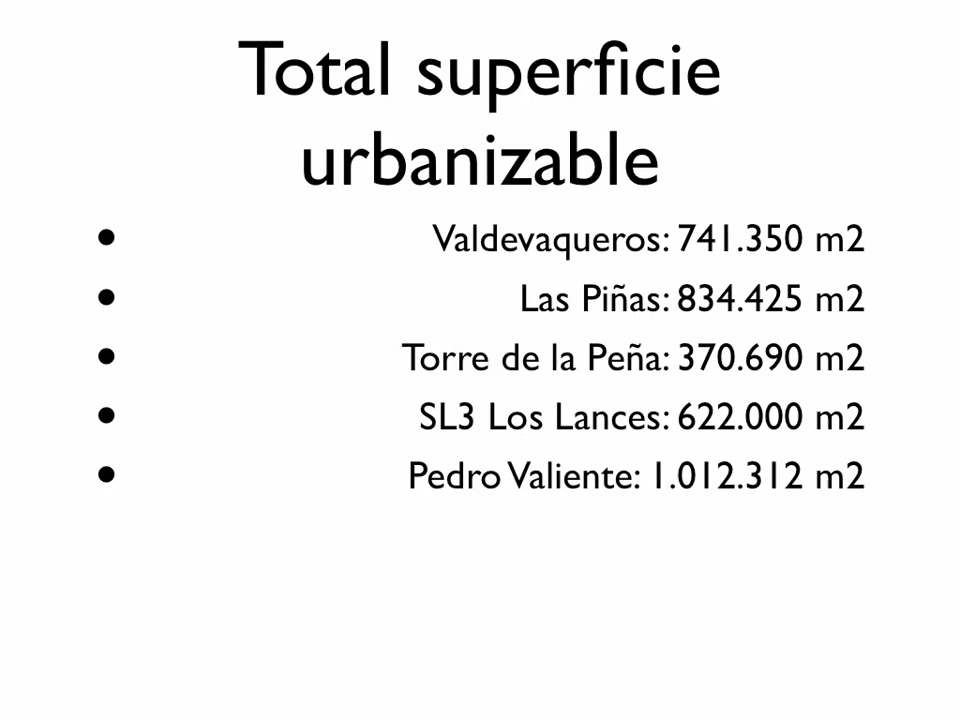 Total superficie
urbanizable
• Valdevaqueros: 741.350 m2
• Las Piñas: 834.425 m2
• Torre de la Peña: 370.690 m2
• SL3 Los Lances: 622.000 m2
• Pedro Valiente: 1.012.312 m2